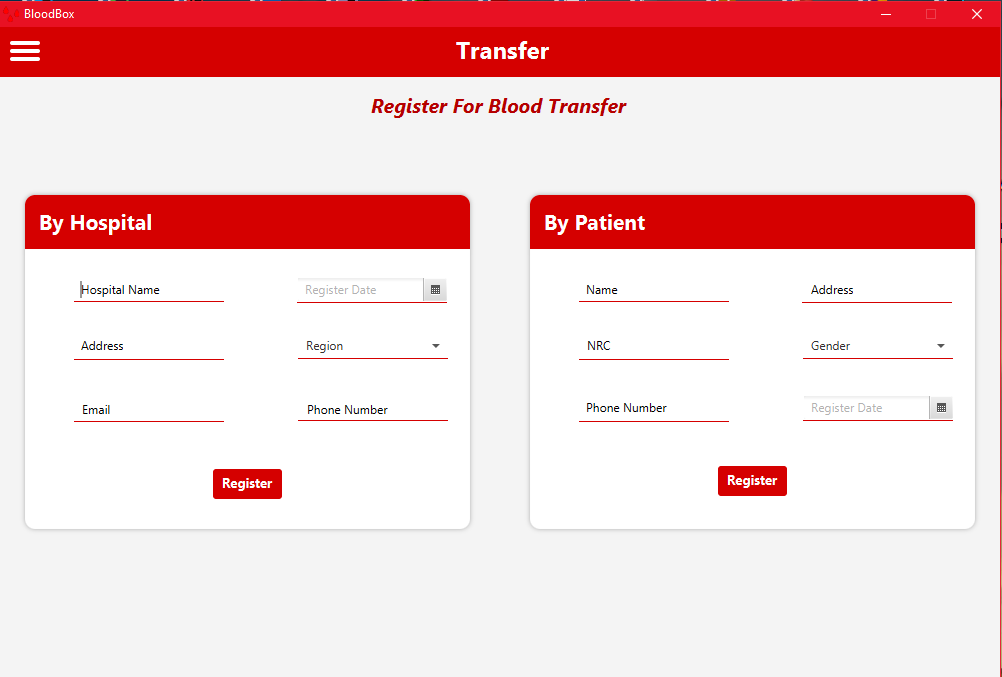 BloodBox
Transfer
Register For Blood Transfer
By Hospital
Hospital Name
Register Date
Address
Region
Email
Phone Number
Register
By Patient
Name
Address
NRC
Gender
Phone Number
Register Date
Register